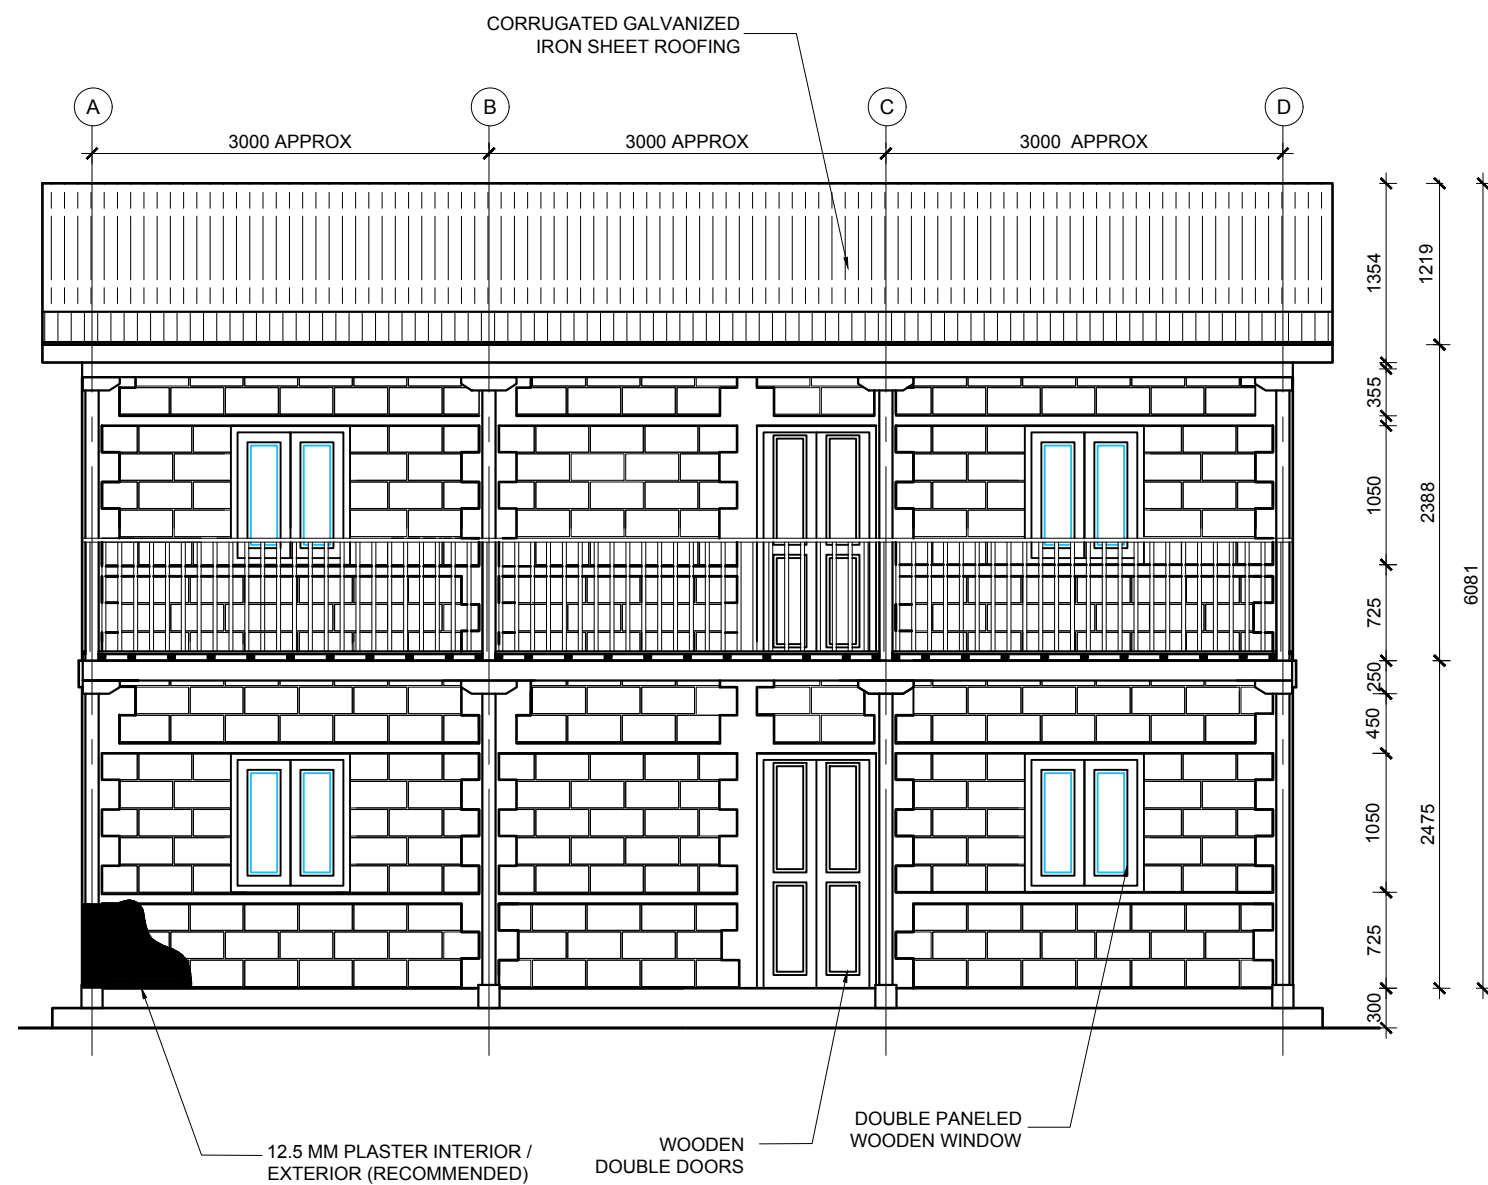 CORRUGATED GALVANIZED
IRON SHEET ROOFING
A
B
C
D
3000 APPROX
3000 APPROX
3000 APPROX
1354
1219
355
1050
2388
725
6081
250
450
1050
2475
725
300
12.5 MM PLASTER INTERIOR /
EXTERIOR (RECOMMENDED)
WOODEN
DOUBLE DOORS
DOUBLE PANELED
WOODEN WINDOW